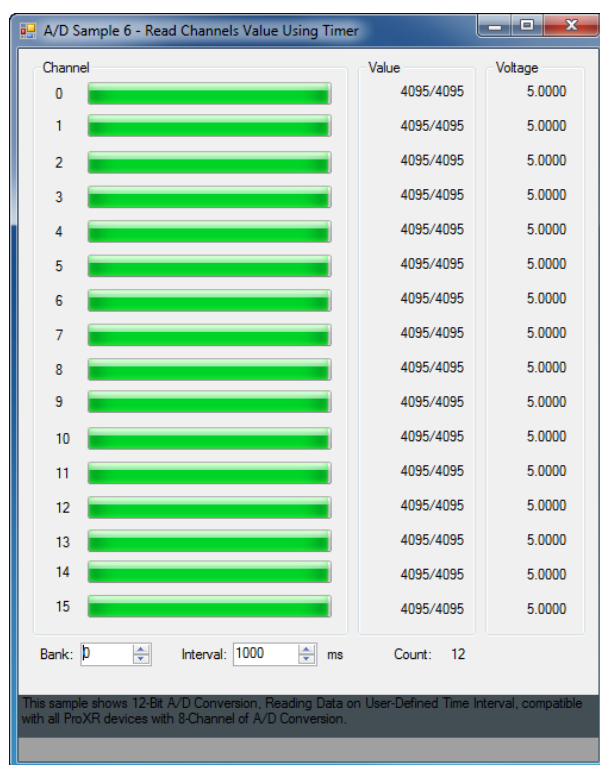 A/D Sample 6 - Read Channels Value Using Timer
Channel Value Voltage
0 4095/4095 5.0000
1 4095/4095 5.0000
2 4095/4095 5.0000
3 4095/4095 5.0000
4 4095/4095 5.0000
5 4095/4095 5.0000
6 4095/4095 5.0000
7 4095/4095 5.0000
8 4095/4095 5.0000
9 4095/4095 5.0000
10 4095/4095 5.0000
11 4095/4095 5.0000
12 4095/4095 5.0000
13 4095/4095 5.0000
14 4095/4095 5.0000
15 4095/4095 5.0000
Bank: 0 Interval: 1000 ms Count: 12
This sample shows 12-Bit A/D Conversion, Reading Data on User-Defined Time Interval, compatible
with all ProXR devices with 8-Channel of A/D Conversion.